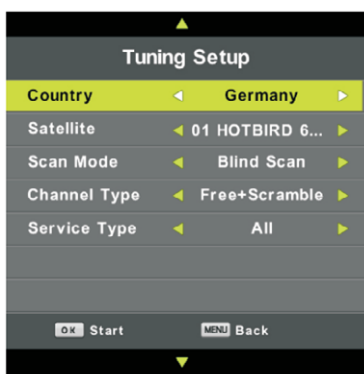 Tuning Setup
Country Germany
Satellite 01 HOTBIRD 6...
Scan Mode Blind Scan
Channel Type Free+Scramble
Service Type All
OK Start MENU Back